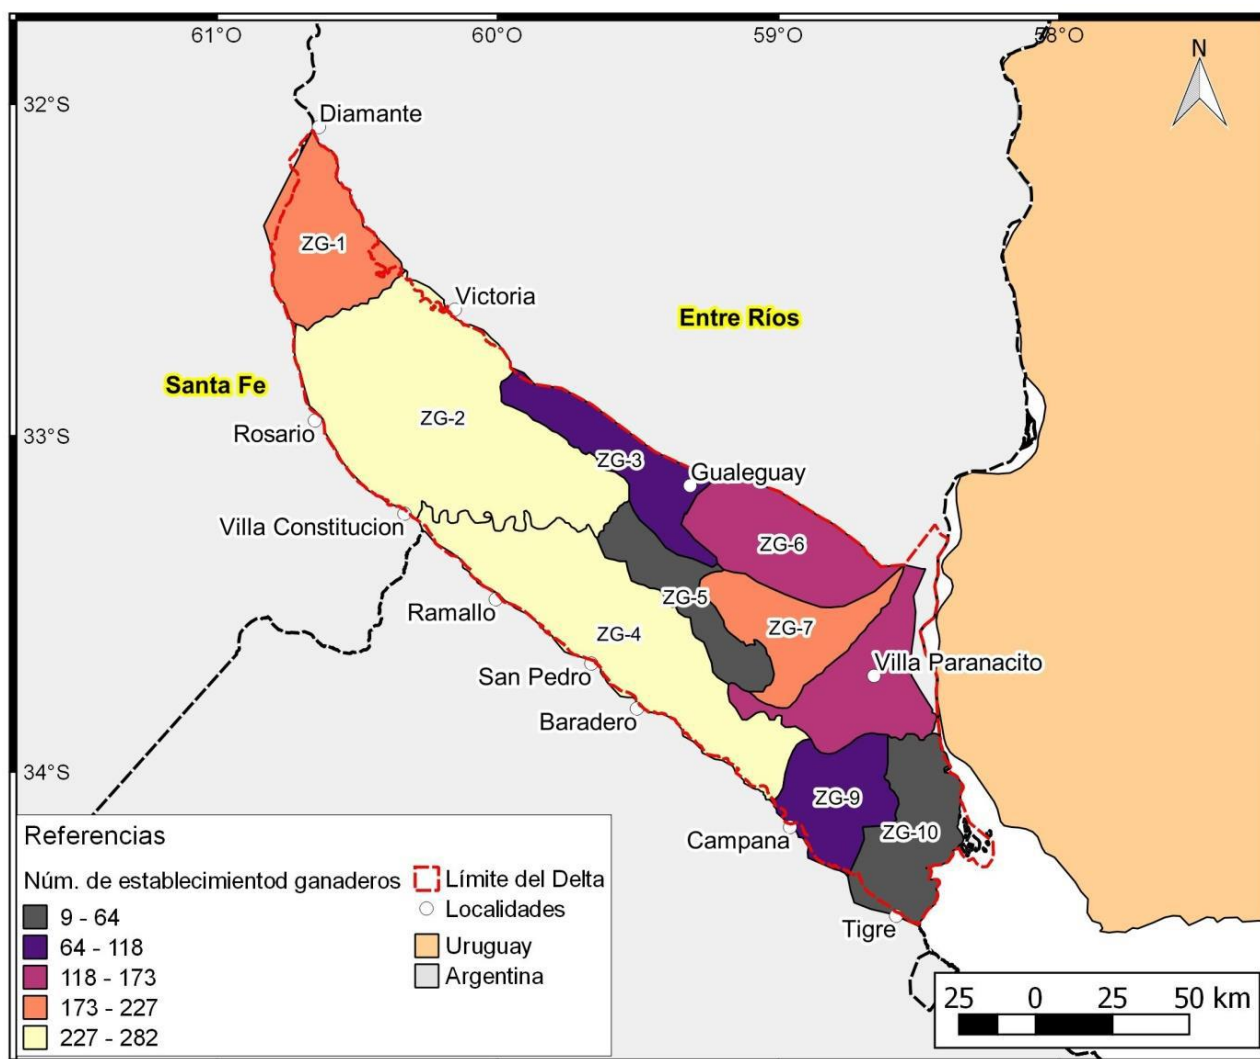 61°O 60°O 59°O 58°O
N
32°S
Diamante
ZG-1
Victoria
Entre Ríos
Santa Fe
ZG-2
Rosario
33°S
ZG-3
Gualeguay
Villa Constitucion
ZG-6
Ramallo
ZG-5
ZG-4
ZG-7
San Pedro
Villa Paranacito
Baradero
34°S
ZG-9
Campana
ZG-10
Tigre
Referencias
Núm. de establecimientod ganaderos
9 - 64
64 - 118
118 - 173
173 - 227
227 - 282
Límite del Delta
Localidades
Uruguay
Argentina
25 0 25 50 km